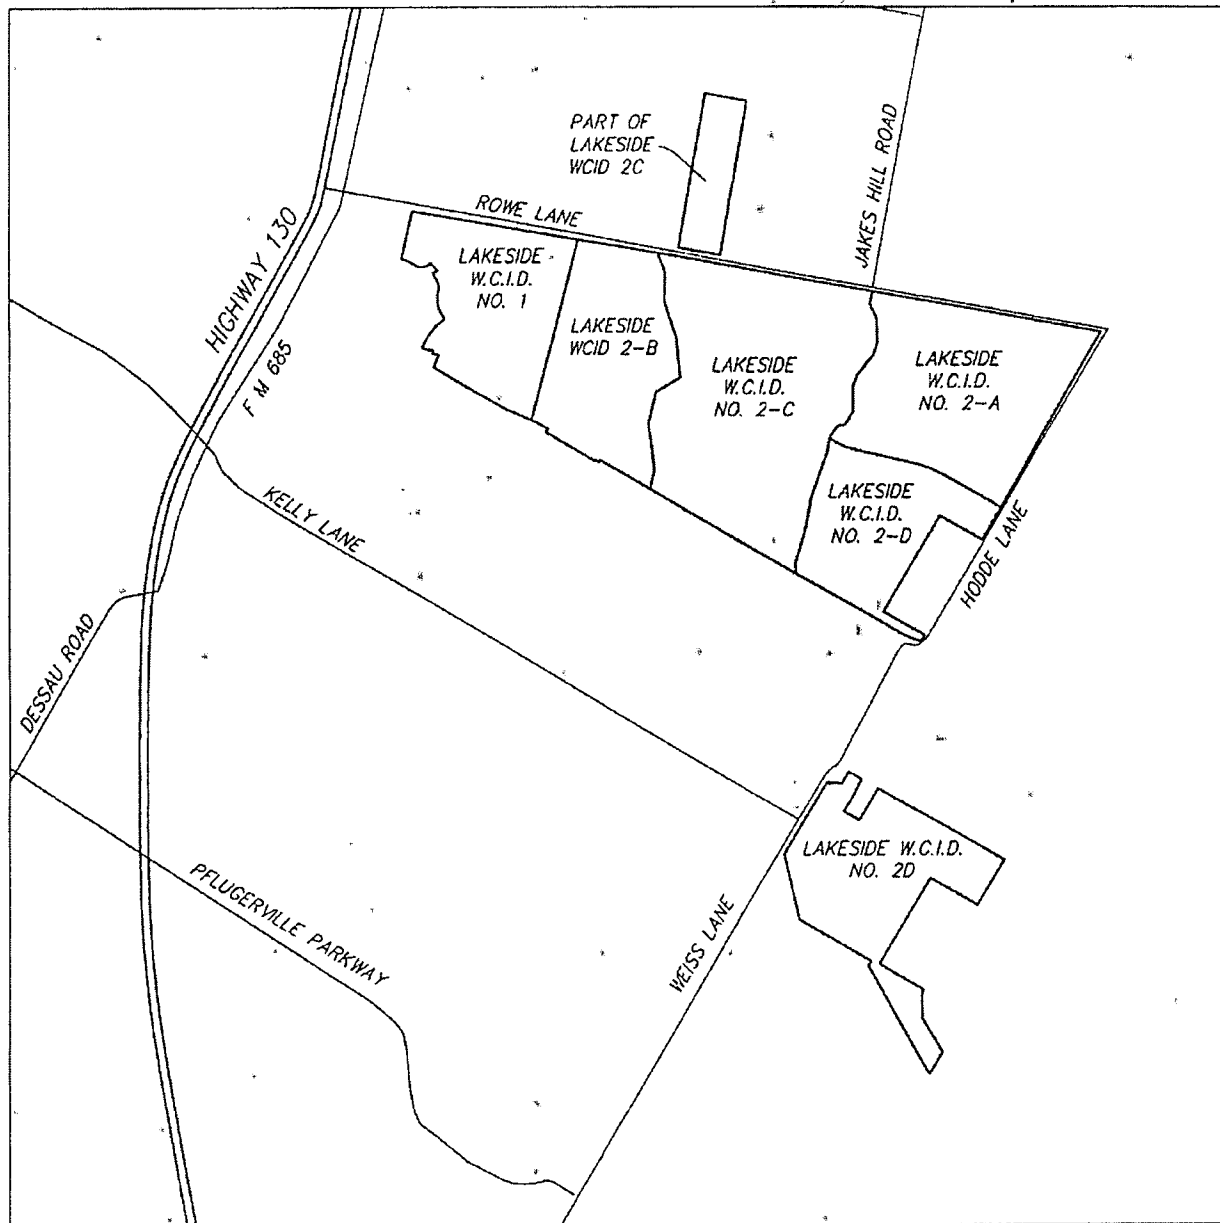 PART OF
LAKESIDE
WCID 2C
JAKES HILL ROAD
ROWE LANE
HIGHWAY 130
LAKESIDE
W.C.I.D.
NO. 1
LAKESIDE
WCID 2-B
LAKESIDE
W.C.I.D.
NO. 2-C
LAKESIDE
W.C.I.D.
NO. 2-A
F M 685
LAKESIDE
W.C.I.D.
NO. 2-D
KELLY LANE
HODDE LANE
DESSAU ROAD
LAKESIDE W.C.I.D.
NO. 2D
PFLUGERVILLE PARKWAY
WEISS LANE